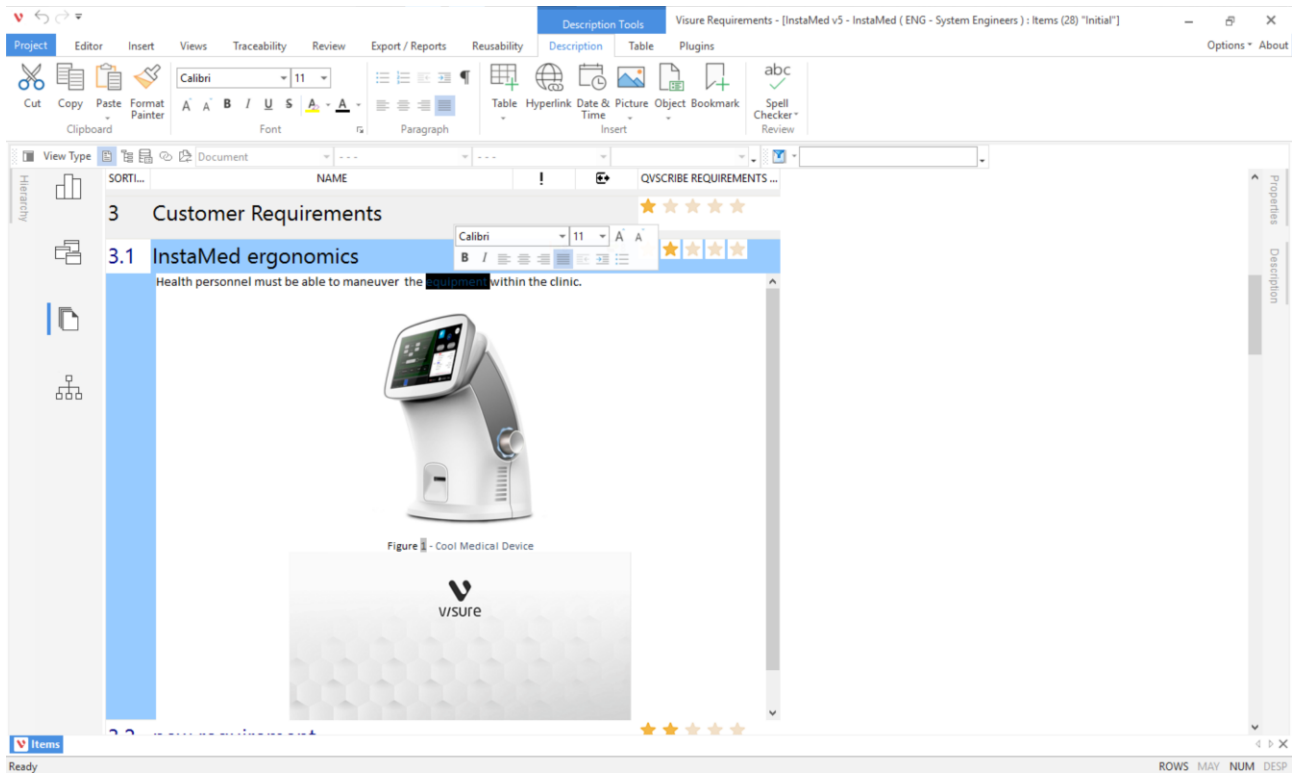 Description Tools
Visure Requirements - [InstaMed v5 - InstaMed ( ENG - System Engineers ) : Items (28) "Initial"]
Project Editor Insert Views Traceability Review Export / Reports Reusability Description Table Plugins Options About
Calibri 11
A A B I U S A A
abc
Cut Copy Paste Format Painter Table Hyperlink Date & Time Picture Object Bookmark Spell Checker
Clipboard Font Paragraph Insert Review
View Type Document - - - - - -
Hierarchy
SORTI... NAME ! QVSCRIBE REQUIREMENTS ...
Properties
Description
3 Customer Requirements
Calibri 11 A A
B I
3.1 InstaMed ergonomics
Health personnel must be able to maneuver the equipment within the clinic.
Figure 1 - Cool Medical Device
visure
3.2 new requirement
Items
Ready ROWS MAY NUM DESP